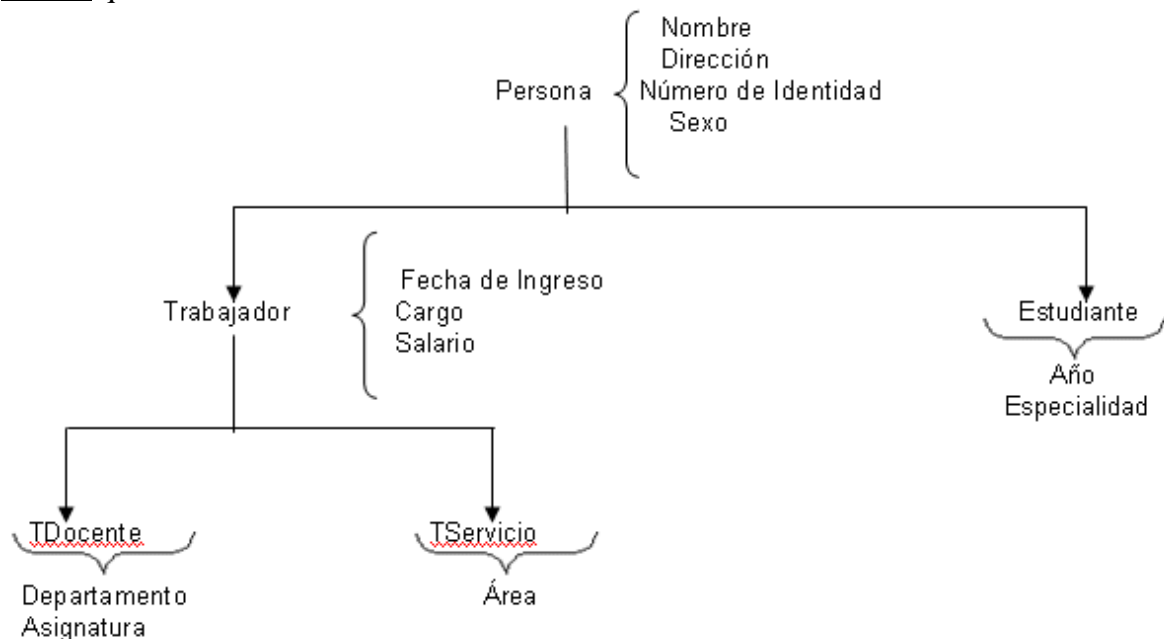 Nombre
Dirección
Persona
Número de Identidad
Sexo
Fecha de Ingreso
Trabajador
Cargo
Salario
Estudiante
Año
Especialidad
TDocente
TServicio
Departamento
Asignatura
Área